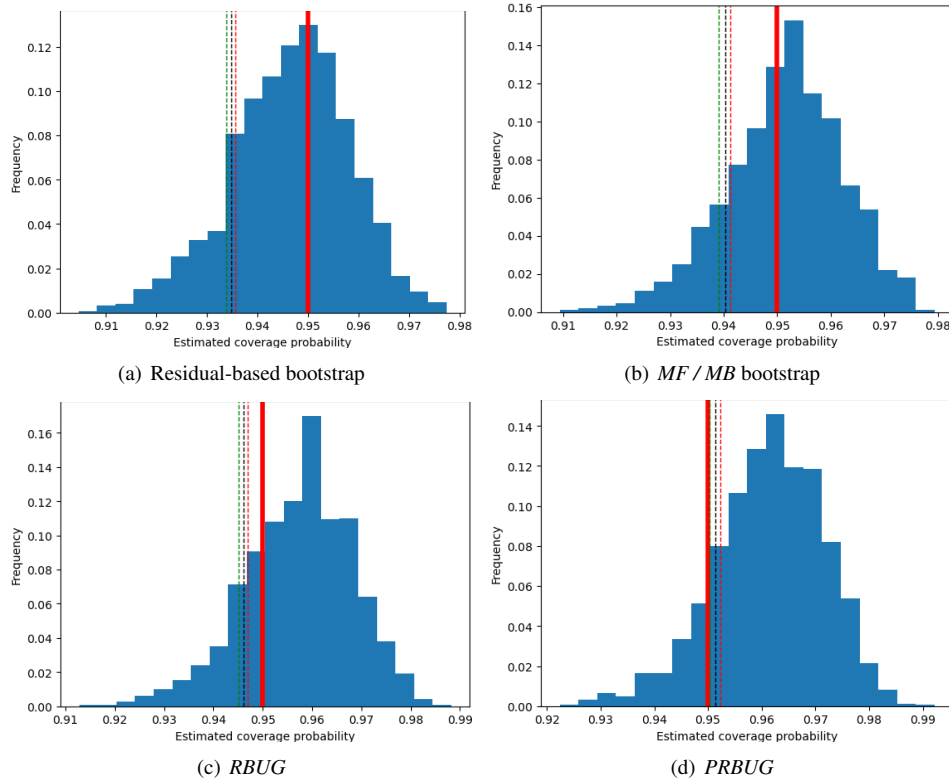 0.12
0.10
0.08
0.06
0.04
0.02
0.00
Frequency
0.91 0.92 0.93 0.94 0.95 0.96 0.97 0.98
Estimated coverage probability
(a) Residual-based bootstrap
0.16
0.14
0.12
0.10
0.08
0.06
0.04
0.02
0.00
Frequency
0.91 0.92 0.93 0.94 0.95 0.96 0.97 0.98
Estimated coverage probability
(b) MF / MB bootstrap
0.16
0.14
0.12
0.10
0.08
0.06
0.04
0.02
0.00
Frequency
0.91 0.92 0.93 0.94 0.95 0.96 0.97 0.98 0.99
Estimated coverage probability
(c) RBUG
0.14
0.12
0.10
0.08
0.06
0.04
0.02
0.00
Frequency
0.92 0.93 0.94 0.95 0.96 0.97 0.98 0.99
Estimated coverage probability
(d) PRBUG